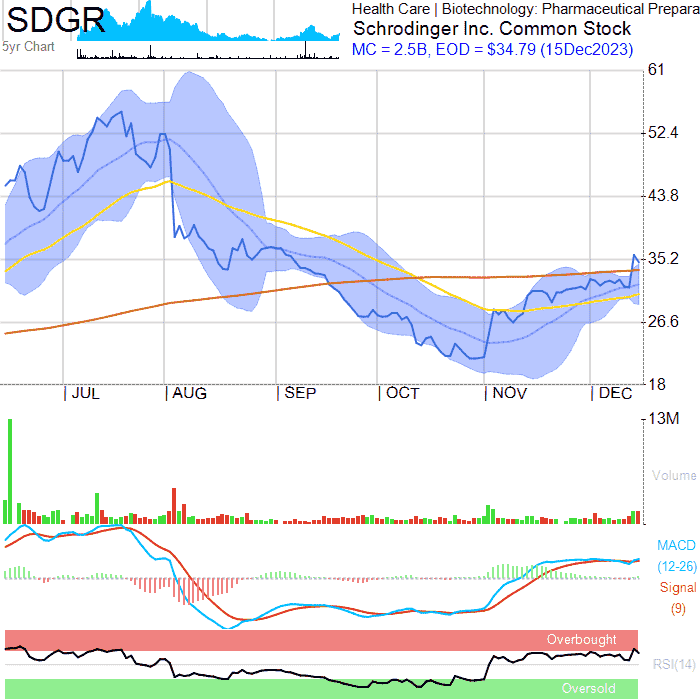 SDGR
5yr Chart
Health Care | Biotechnology: Pharmaceutical Prepara
Schrodinger Inc. Common Stock
MC = 2.5B, EOD = $34.79 (15Dec2023)
61
52.4
43.8
35.2
26.6
18
JUL AUG SEP OCT NOV DEC
13M
Volume
MACD
(12-26)
Signal
(9)
Overbought
RSI(14)
Oversold